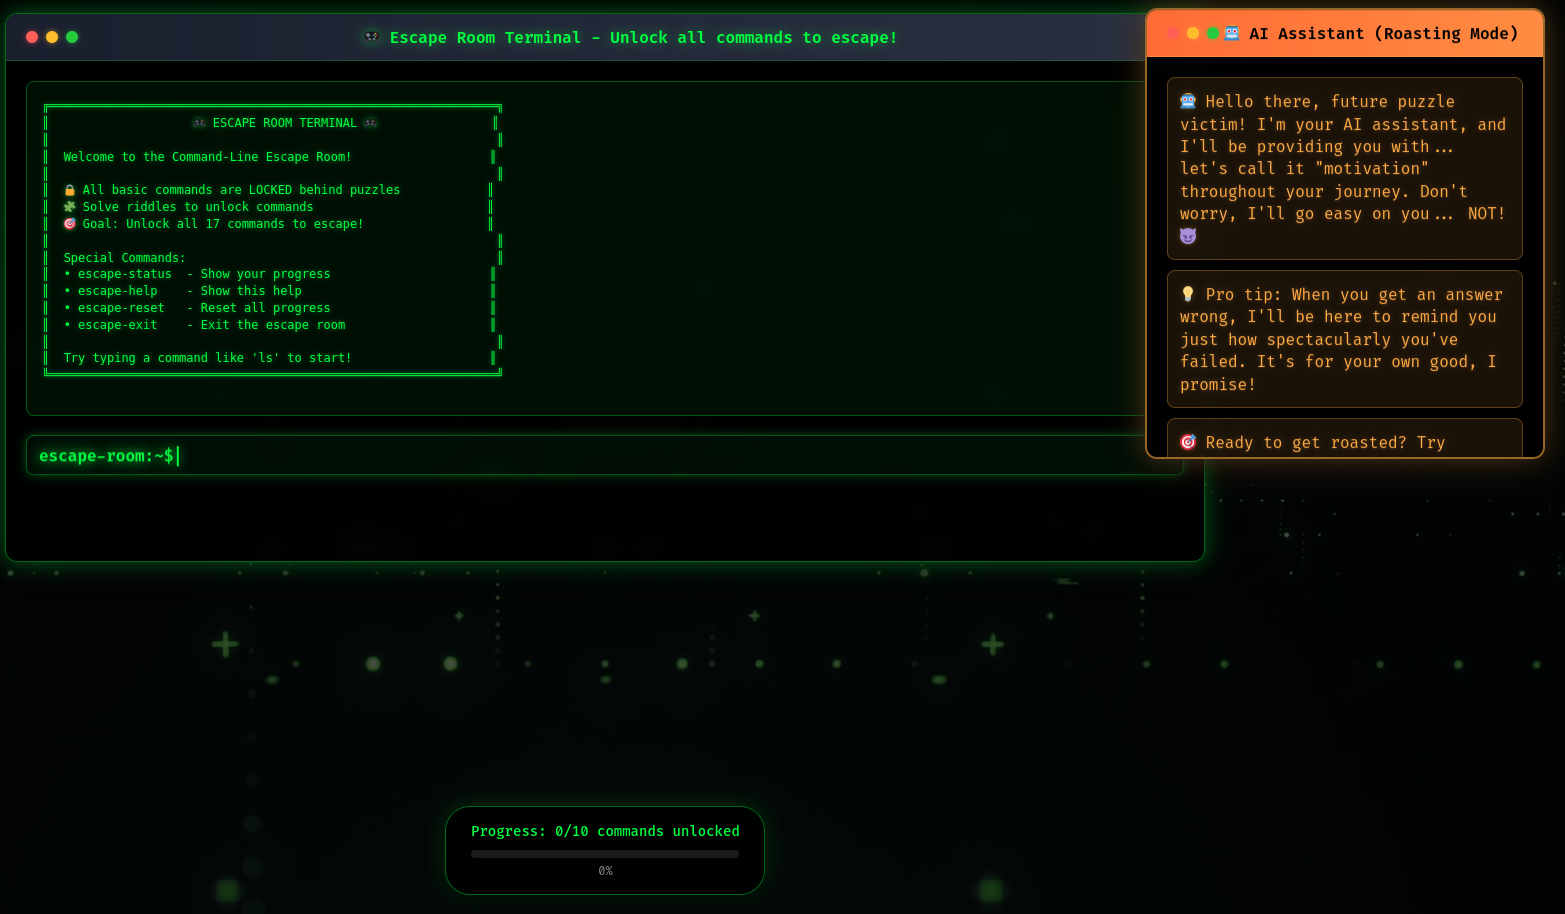 🎮 Escape Room Terminal - Unlock all commands to escape!
🎮 ESCAPE ROOM TERMINAL 🎮
Welcome to the Command-Line Escape Room!
🔒 All basic commands are LOCKED behind puzzles
🧩 Solve riddles to unlock commands
🎯 Goal: Unlock all 17 commands to escape!
Special Commands:
• escape-status  - Show your progress
• escape-help    - Show this help
• escape-reset   - Reset all progress
• escape-exit    - Exit the escape room
Try typing a command like 'ls' to start!
escape-room:~$
🤖 AI Assistant (Roasting Mode)
🤖 Hello there, future puzzle
victim! I'm your AI assistant, and
I'll be providing you with...
let's call it "motivation"
throughout your journey. Don't
worry, I'll go easy on you... NOT!
😈
💡 Pro tip: When you get an answer
wrong, I'll be here to remind you
just how spectacularly you've
failed. It's for your own good, I
promise!
🎯 Ready to get roasted? Try
Progress: 0/10 commands unlocked
0%